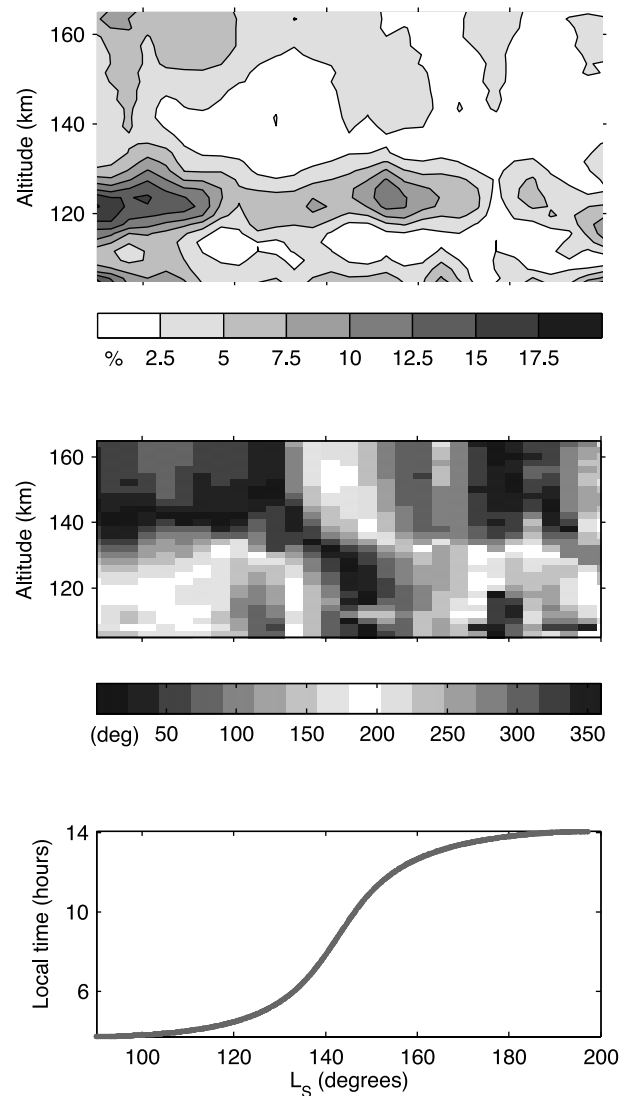 160
140
120
Altitude (km)
% 2.5 5 7.5 10 12.5 15 17.5
160
140
120
Altitude (km)
(deg) 50 100 150 200 250 300 350
14
10
6
Local time (hours)
100 120 140 160 180 200
L_S (degrees)